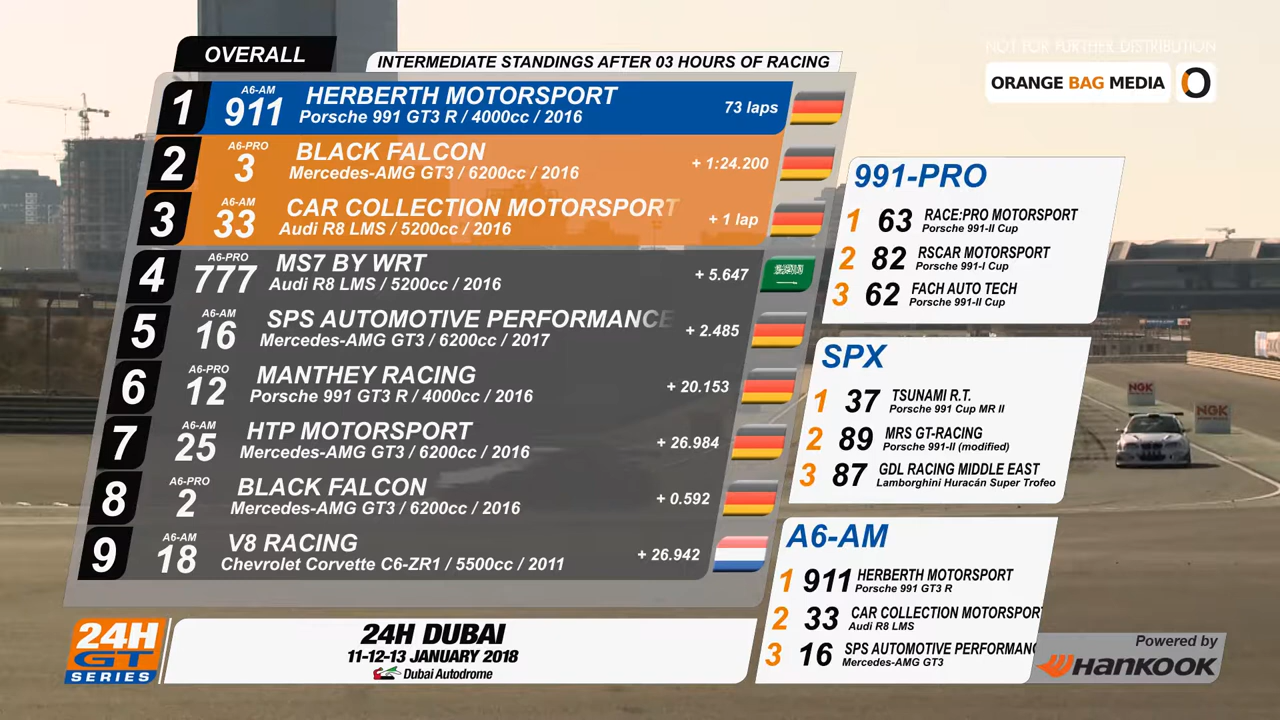 OVERALL
INTERMEDIATE STANDINGS AFTER 03 HOURS OF RACING
1 A6-AM 911 HERBERTH MOTORSPORT 73 laps
Porsche 991 GT3 R / 4000cc / 2016
2 A6-PRO 3 BLACK FALCON + 1:24.200
Mercedes-AMG GT3 / 6200cc / 2016
3 A6-AM 33 CAR COLLECTION MOTORSPORT + 1 lap
Audi R8 LMS / 5200cc / 2016
4 A6-PRO 777 MS7 BY WRT + 5.647
Audi R8 LMS / 5200cc / 2016
5 A6-AM 16 SPS AUTOMOTIVE PERFORMANCE + 2.485
Mercedes-AMG GT3 / 6200cc / 2017
6 A6-PRO 12 MANTHEY RACING + 20.153
Porsche 991 GT3 R / 4000cc / 2016
7 A6-AM 25 HTP MOTORSPORT + 26.984
Mercedes-AMG GT3 / 6200cc / 2016
8 A6-PRO 2 BLACK FALCON + 0.592
Mercedes-AMG GT3 / 6200cc / 2016
9 A6-AM 18 V8 RACING + 26.942
Chevrolet Corvette C6-ZR1 / 5500cc / 2011
24H
GT
SERIES
24H DUBAI
11-12-13 JANUARY 2018
Dubai Autodrome
NOT FOR FURTHER DISTRIBUTION
ORANGE BAG MEDIA
991-PRO
1 63 RACE:PRO MOTORSPORT
Porsche 991-II Cup
2 82 RSCAR MOTORSPORT
Porsche 991-I Cup
3 62 FACH AUTO TECH
Porsche 991-II Cup
SPX
1 37 TSUNAMI R.T.
Porsche 991 Cup MR II
2 89 MRS GT-RACING
Porsche 991-II (modified)
3 87 GDL RACING MIDDLE EAST
Lamborghini Huracán Super Trofeo
A6-AM
1 911 HERBERTH MOTORSPORT
Porsche 991 GT3 R
2 33 CAR COLLECTION MOTORSPOR
Audi R8 LMS
3 16 SPS AUTOMOTIVE PERFORMAN
Mercedes-AMG GT3
NGK
NGK
Powered by
HANKOOK